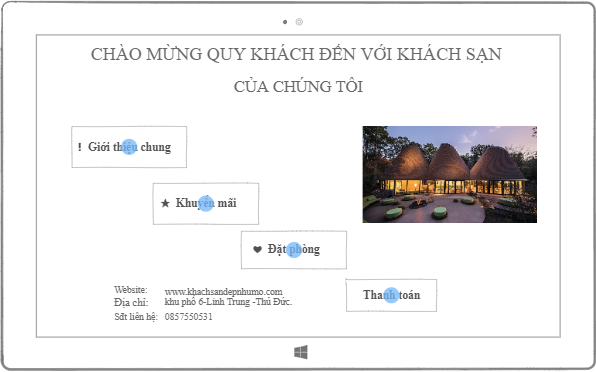 CHÀO MỪNG QUY KHÁCH ĐẾN VỚI KHÁCH SẠN
CỦA CHÚNG TÔI
! Giới thiệu chung
★ Khuyến mãi
♥ Đặt phòng
Thanh toán
Website: www.khachsandepnhumo.com
Địa chỉ: khu phố 6-Linh Trung -Thủ Đức.
Sđt liên hệ: 0857550531